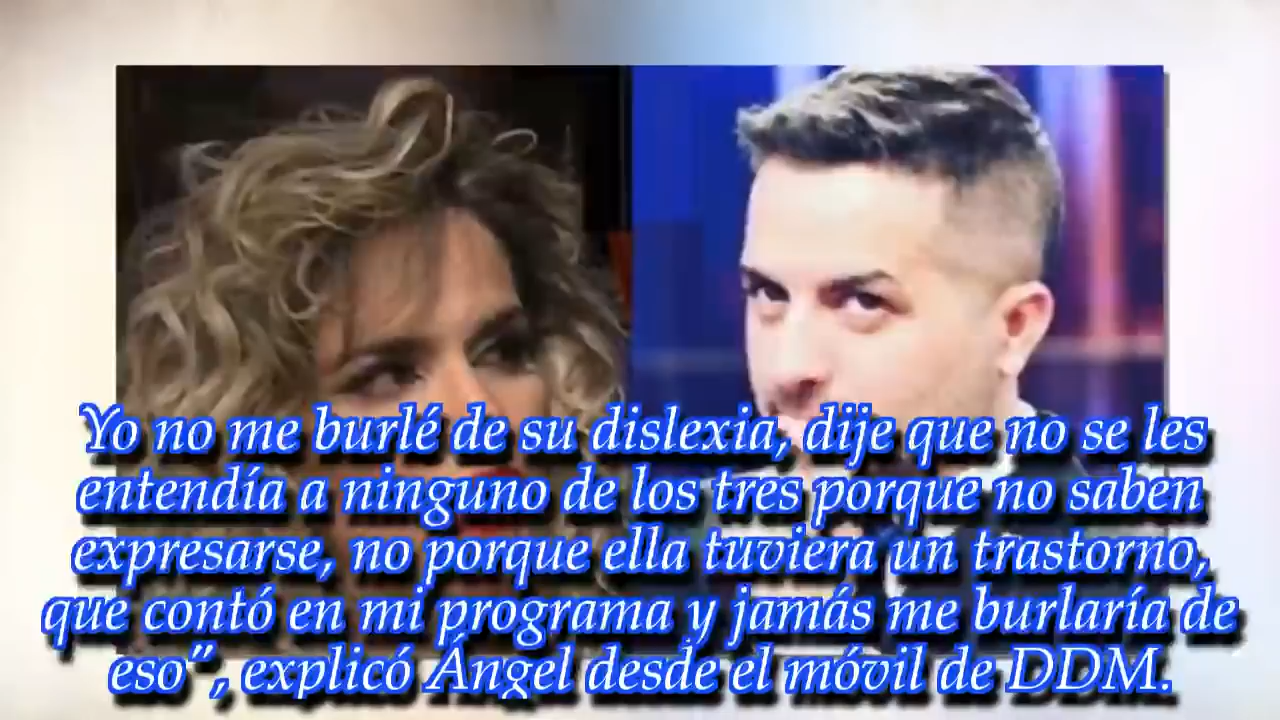 Yo no me burlé de su dislexia, dije que no se les
entendía a ninguno de los tres porque no saben
expresarse, no porque ella tuviera un trastorno,
que contó en mi programa y jamás me burlaría de
eso”, explicó Ángel desde el móvil de DDM.